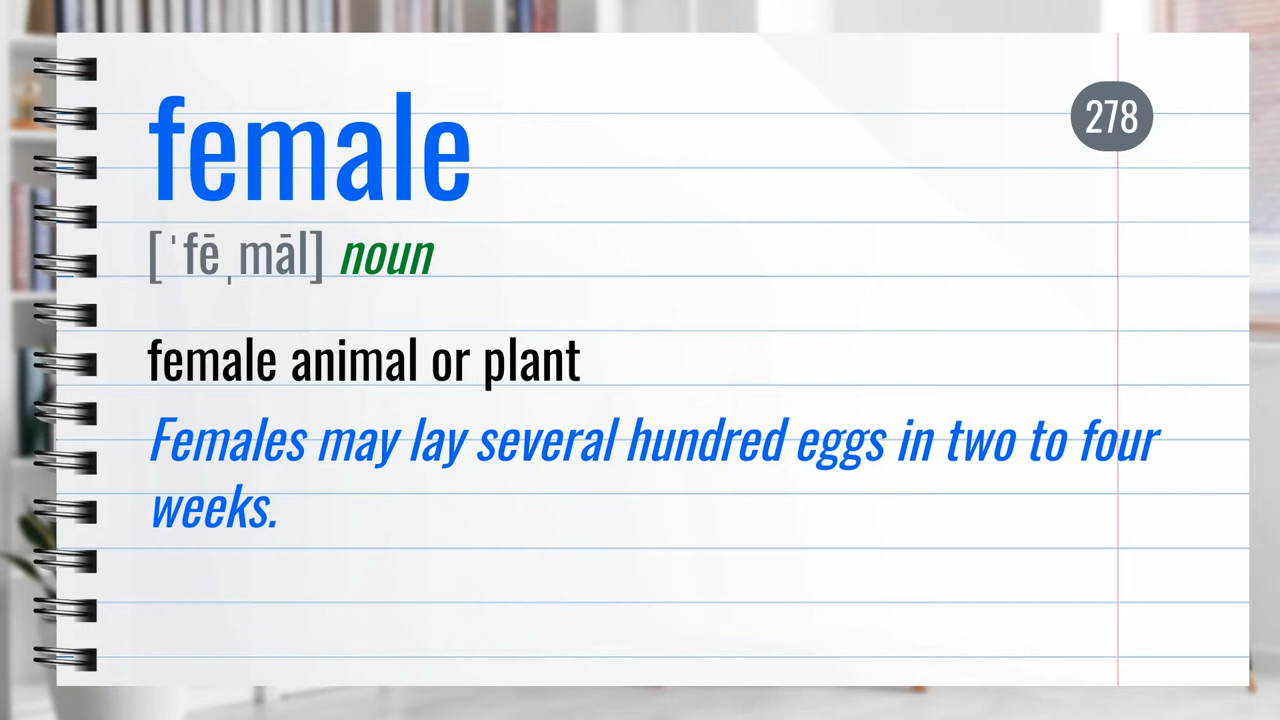 female
278
[ˈfēˌmāl] noun
female animal or plant
Females may lay several hundred eggs in two to four
weeks.